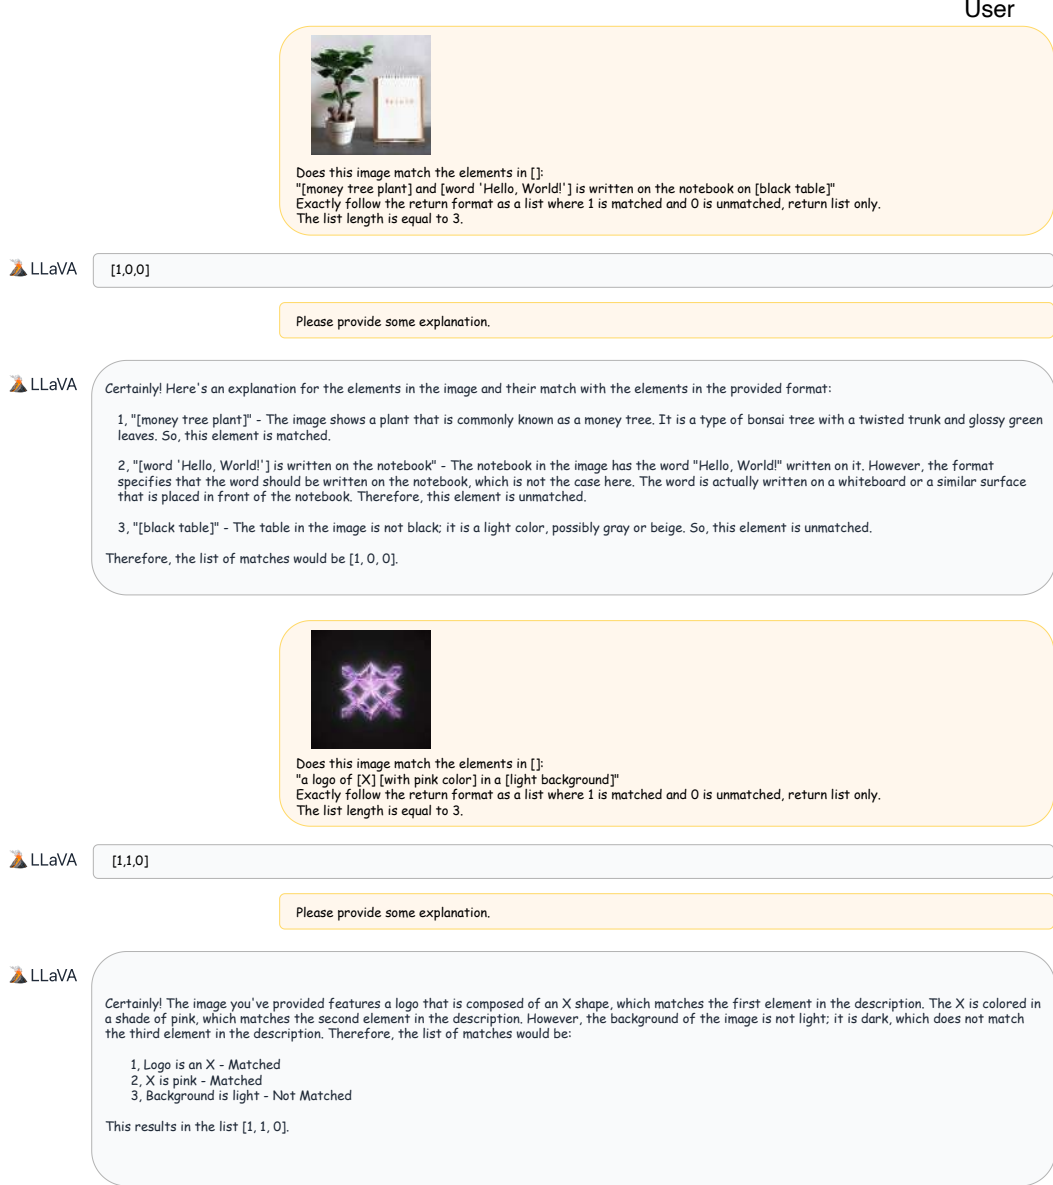 User
Does this image match the elements in []:
"[money tree plant] and [word 'Hello, World!'] is written on the notebook on [black table]"
Exactly follow the return format as a list where 1 is matched and 0 is unmatched, return list only.
The list length is equal to 3.
LLaVA
[1,0,0]
Please provide some explanation.
LLaVA
Certainly! Here's an explanation for the elements in the image and their match with the elements in the provided format:
1, "[money tree plant]" - The image shows a plant that is commonly known as a money tree. It is a type of bonsai tree with a twisted trunk and glossy green
leaves. So, this element is matched.
2, "[word 'Hello, World!'] is written on the notebook" - The notebook in the image has the word "Hello, World!" written on it. However, the format
specifies that the word should be written on the notebook, which is not the case here. The word is actually written on a whiteboard or a similar surface
that is placed in front of the notebook. Therefore, this element is unmatched.
3, "[black table]" - The table in the image is not black; it is a light color, possibly gray or beige. So, this element is unmatched.
Therefore, the list of matches would be [1, 0, 0].
Does this image match the elements in []:
"a logo of [X] [with pink color] in a [light background]"
Exactly follow the return format as a list where 1 is matched and 0 is unmatched, return list only.
The list length is equal to 3.
LLaVA
[1,1,0]
Please provide some explanation.
LLaVA
Certainly! The image you've provided features a logo that is composed of an X shape, which matches the first element in the description. The X is colored in
a shade of pink, which matches the second element in the description. However, the background of the image is not light; it is dark, which does not match
the third element in the description. Therefore, the list of matches would be:
1, Logo is an X - Matched
2, X is pink - Matched
3, Background is light - Not Matched
This results in the list [1, 1, 0].